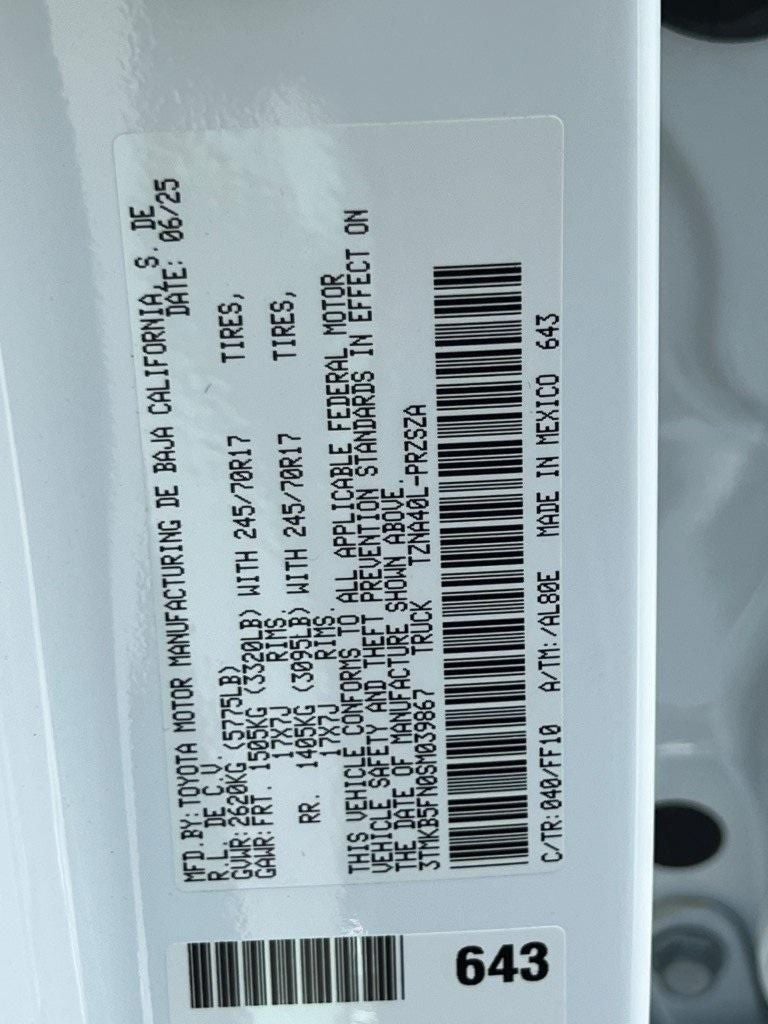 MFD.BY:TOYOTA MOTOR MANUFACTURING DE BAJA CALIFORNIA, S. DE
R.L. DE C.V. DATE: 06/25
GVWR:2620KG (5775LB)
GAWR:FRT. 1505KG (3320LB) WITH 245/70R17 TIRES,
17X7J RIMS.
RR. 1405KG (3095LB) WITH 245/70R17 TIRES,
17X7J RIMS.
THIS VEHICLE CONFORMS TO ALL APPLICABLE FEDERAL MOTOR
VEHICLE SAFETY AND THEFT PREVENTION STANDARDS IN EFFECT ON
THE DATE OF MANUFACTURE SHOWN ABOVE.
3TMKB5FN0SM039867 TRUCK TZNA40L-PRZSZA
C/TR:040/FF10 A/TM:/AL80E MADE IN MEXICO 643
643